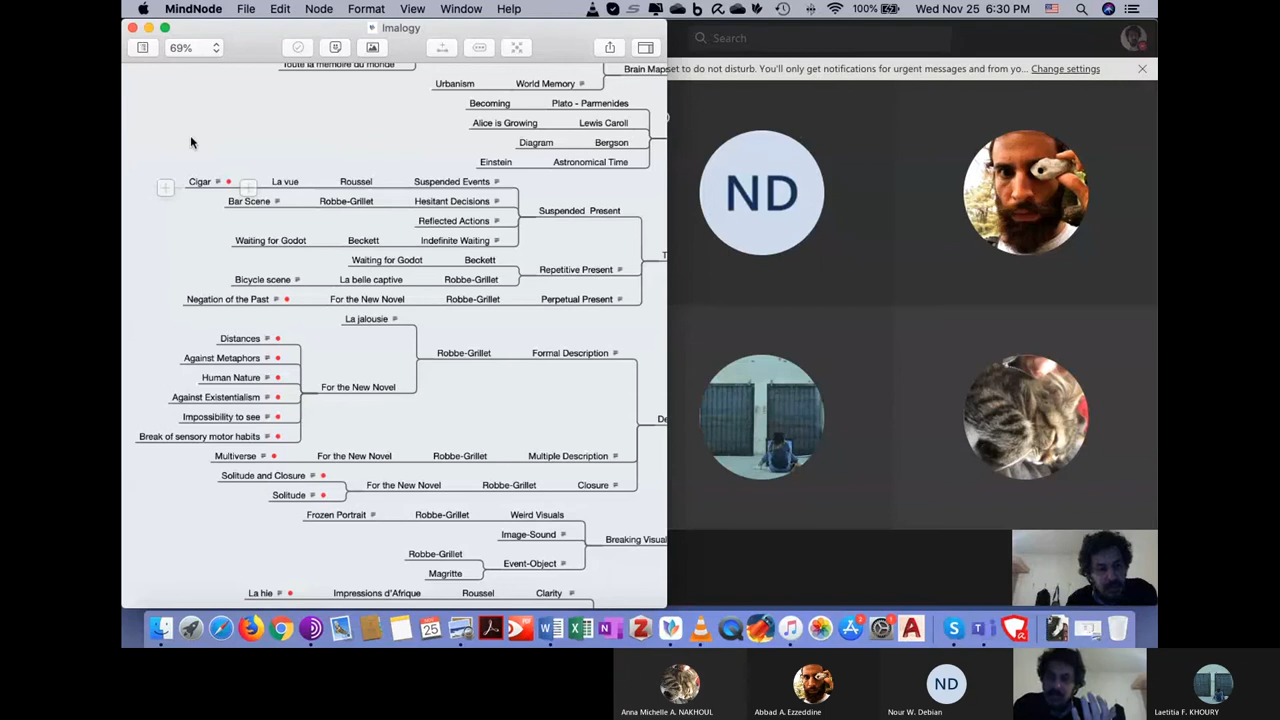 MindNode File Edit Node Format View Window Help 100% Wed Nov 25 6:30 PM
Imalogy
69%
Search
set to do not disturb. You'll only get notifications for urgent messages and from yo... Change settings
Toute la mémoire du monde
Brain Maps
Urbanism World Memory
Becoming Plato - Parmenides
Alice is Growing Lewis Caroll
Diagram Bergson
Einstein Astronomical Time
Cigar La vue Roussel Suspended Events
Bar Scene Robbe-Grillet Hesitant Decisions
Suspended Present
Reflected Actions
Waiting for Godot Beckett Indefinite Waiting
Waiting for Godot Beckett
Repetitive Present
Bicycle scene La belle captive Robbe-Grillet
Negation of the Past For the New Novel Robbe-Grillet Perpetual Present
La jalousie
Distances
Robbe-Grillet Formal Description
Against Metaphors
Human Nature
For the New Novel
Against Existentialism
Impossibility to see
Break of sensory motor habits
Multiverse For the New Novel Robbe-Grillet Multiple Description
Solitude and Closure
For the New Novel Robbe-Grillet Closure
Solitude
Frozen Portrait Robbe-Grillet Weird Visuals
Image-Sound
Breaking Visual
Robbe-Grillet
Event-Object
Magritte
La hie Impressions d'Afrique Roussel Clarity
ND
ND
Anna Michelle A. NAKHOUL
Abbad A. Ezzeddine
Nour W. Debian
Laetitia F. KHOURY